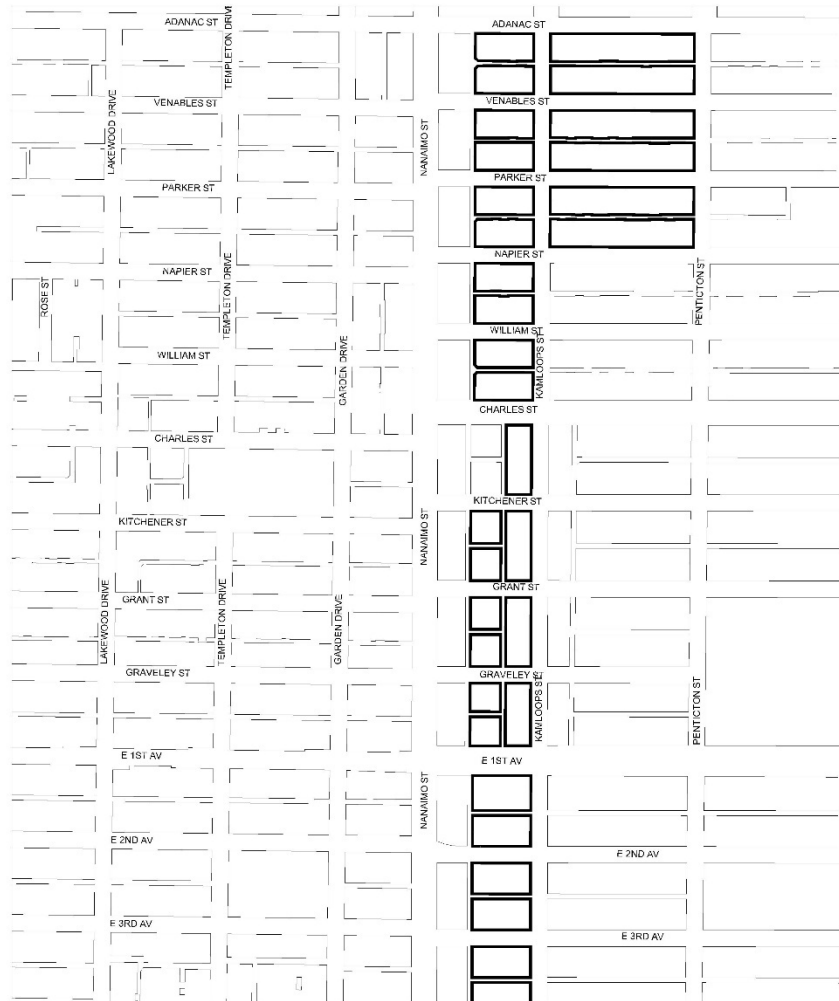 ADANAC ST
ADANAC ST
TEMPLETON DRIVE
VENABLES ST
VENABLES ST
LAKEWOOD DRIVE
NANAIMO ST
PARKER ST
PARKER ST
NAPIER ST
NAPIER ST
ROSE ST
TEMPLETON DRIVE
PENTICTON ST
WILLIAM ST
WILLIAM ST
GARDEN DRIVE
KAMLOOPS ST
CHARLES ST
CHARLES ST
KITCHENER ST
KITCHENER ST
NANAIMO ST
GRANT ST
GRANT ST
LAKEWOOD DRIVE
TEMPLETON DRIVE
GARDEN DRIVE
GRAVELEY ST
GRAVELEY ST
KAMLOOPS ST
PENTICTON ST
E 1ST AV
E 1ST AV
NANAIMO ST
E 2ND AV
E 2ND AV
E 3RD AV
E 3RD AV